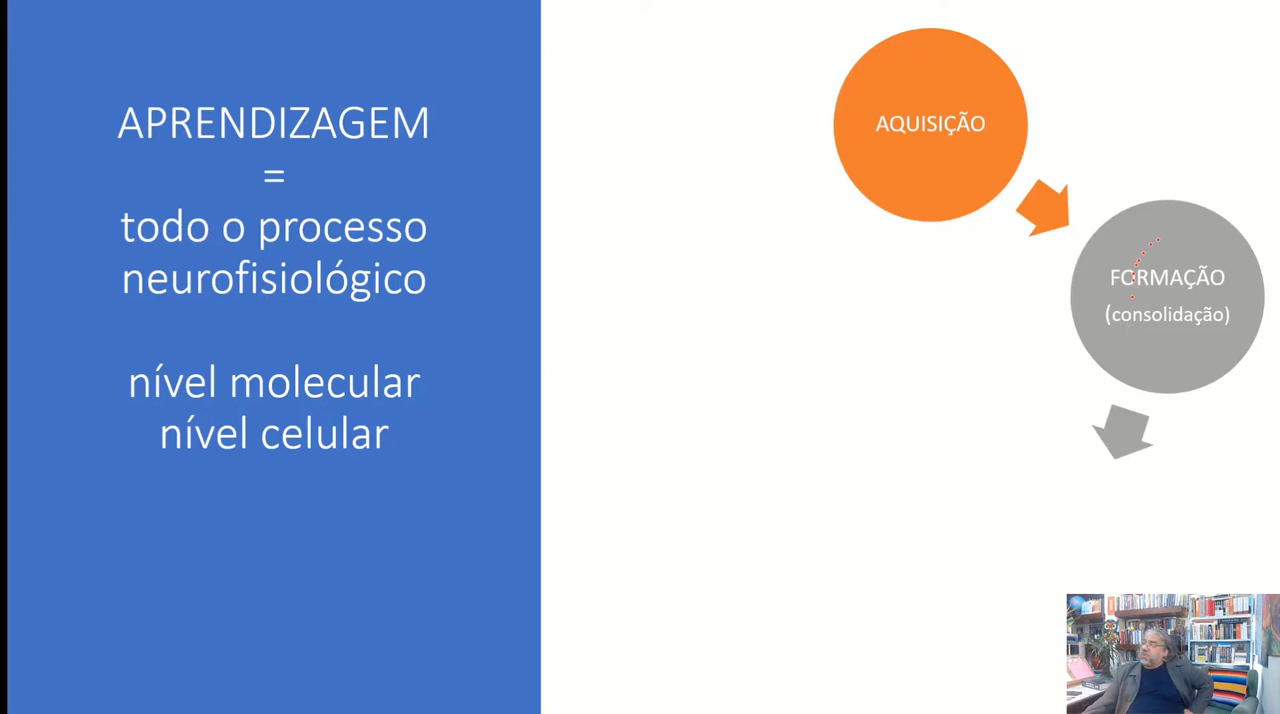 APRENDIZAGEM
=
todo o processo
neurofisiológico
nível molecular
nível celular
AQUISIÇÃO
FORMAÇÃO
(consolidação)